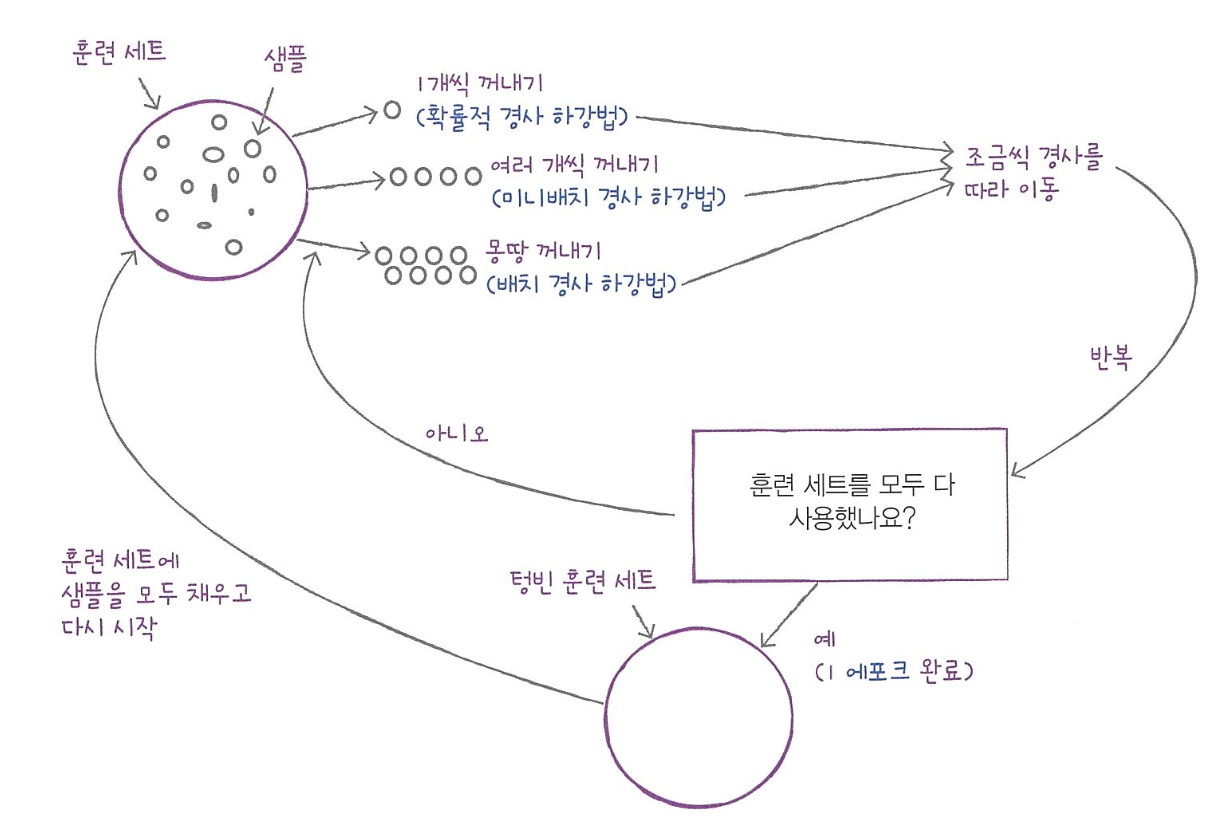 훈련 세트
샘플
1개씩 꺼내기
(확률적 경사 하강법)
여러 개씩 꺼내기
(미니배치 경사 하강법)
몽땅 꺼내기
(배치 경사 하강법)
조금씩 경사를
따라 이동
반복
아니오
훈련 세트를 모두 다
사용했나요?
훈련 세트에
샘플을 모두 채우고
다시 시작
텅빈 훈련 세트
예
(1 에포크 완료)